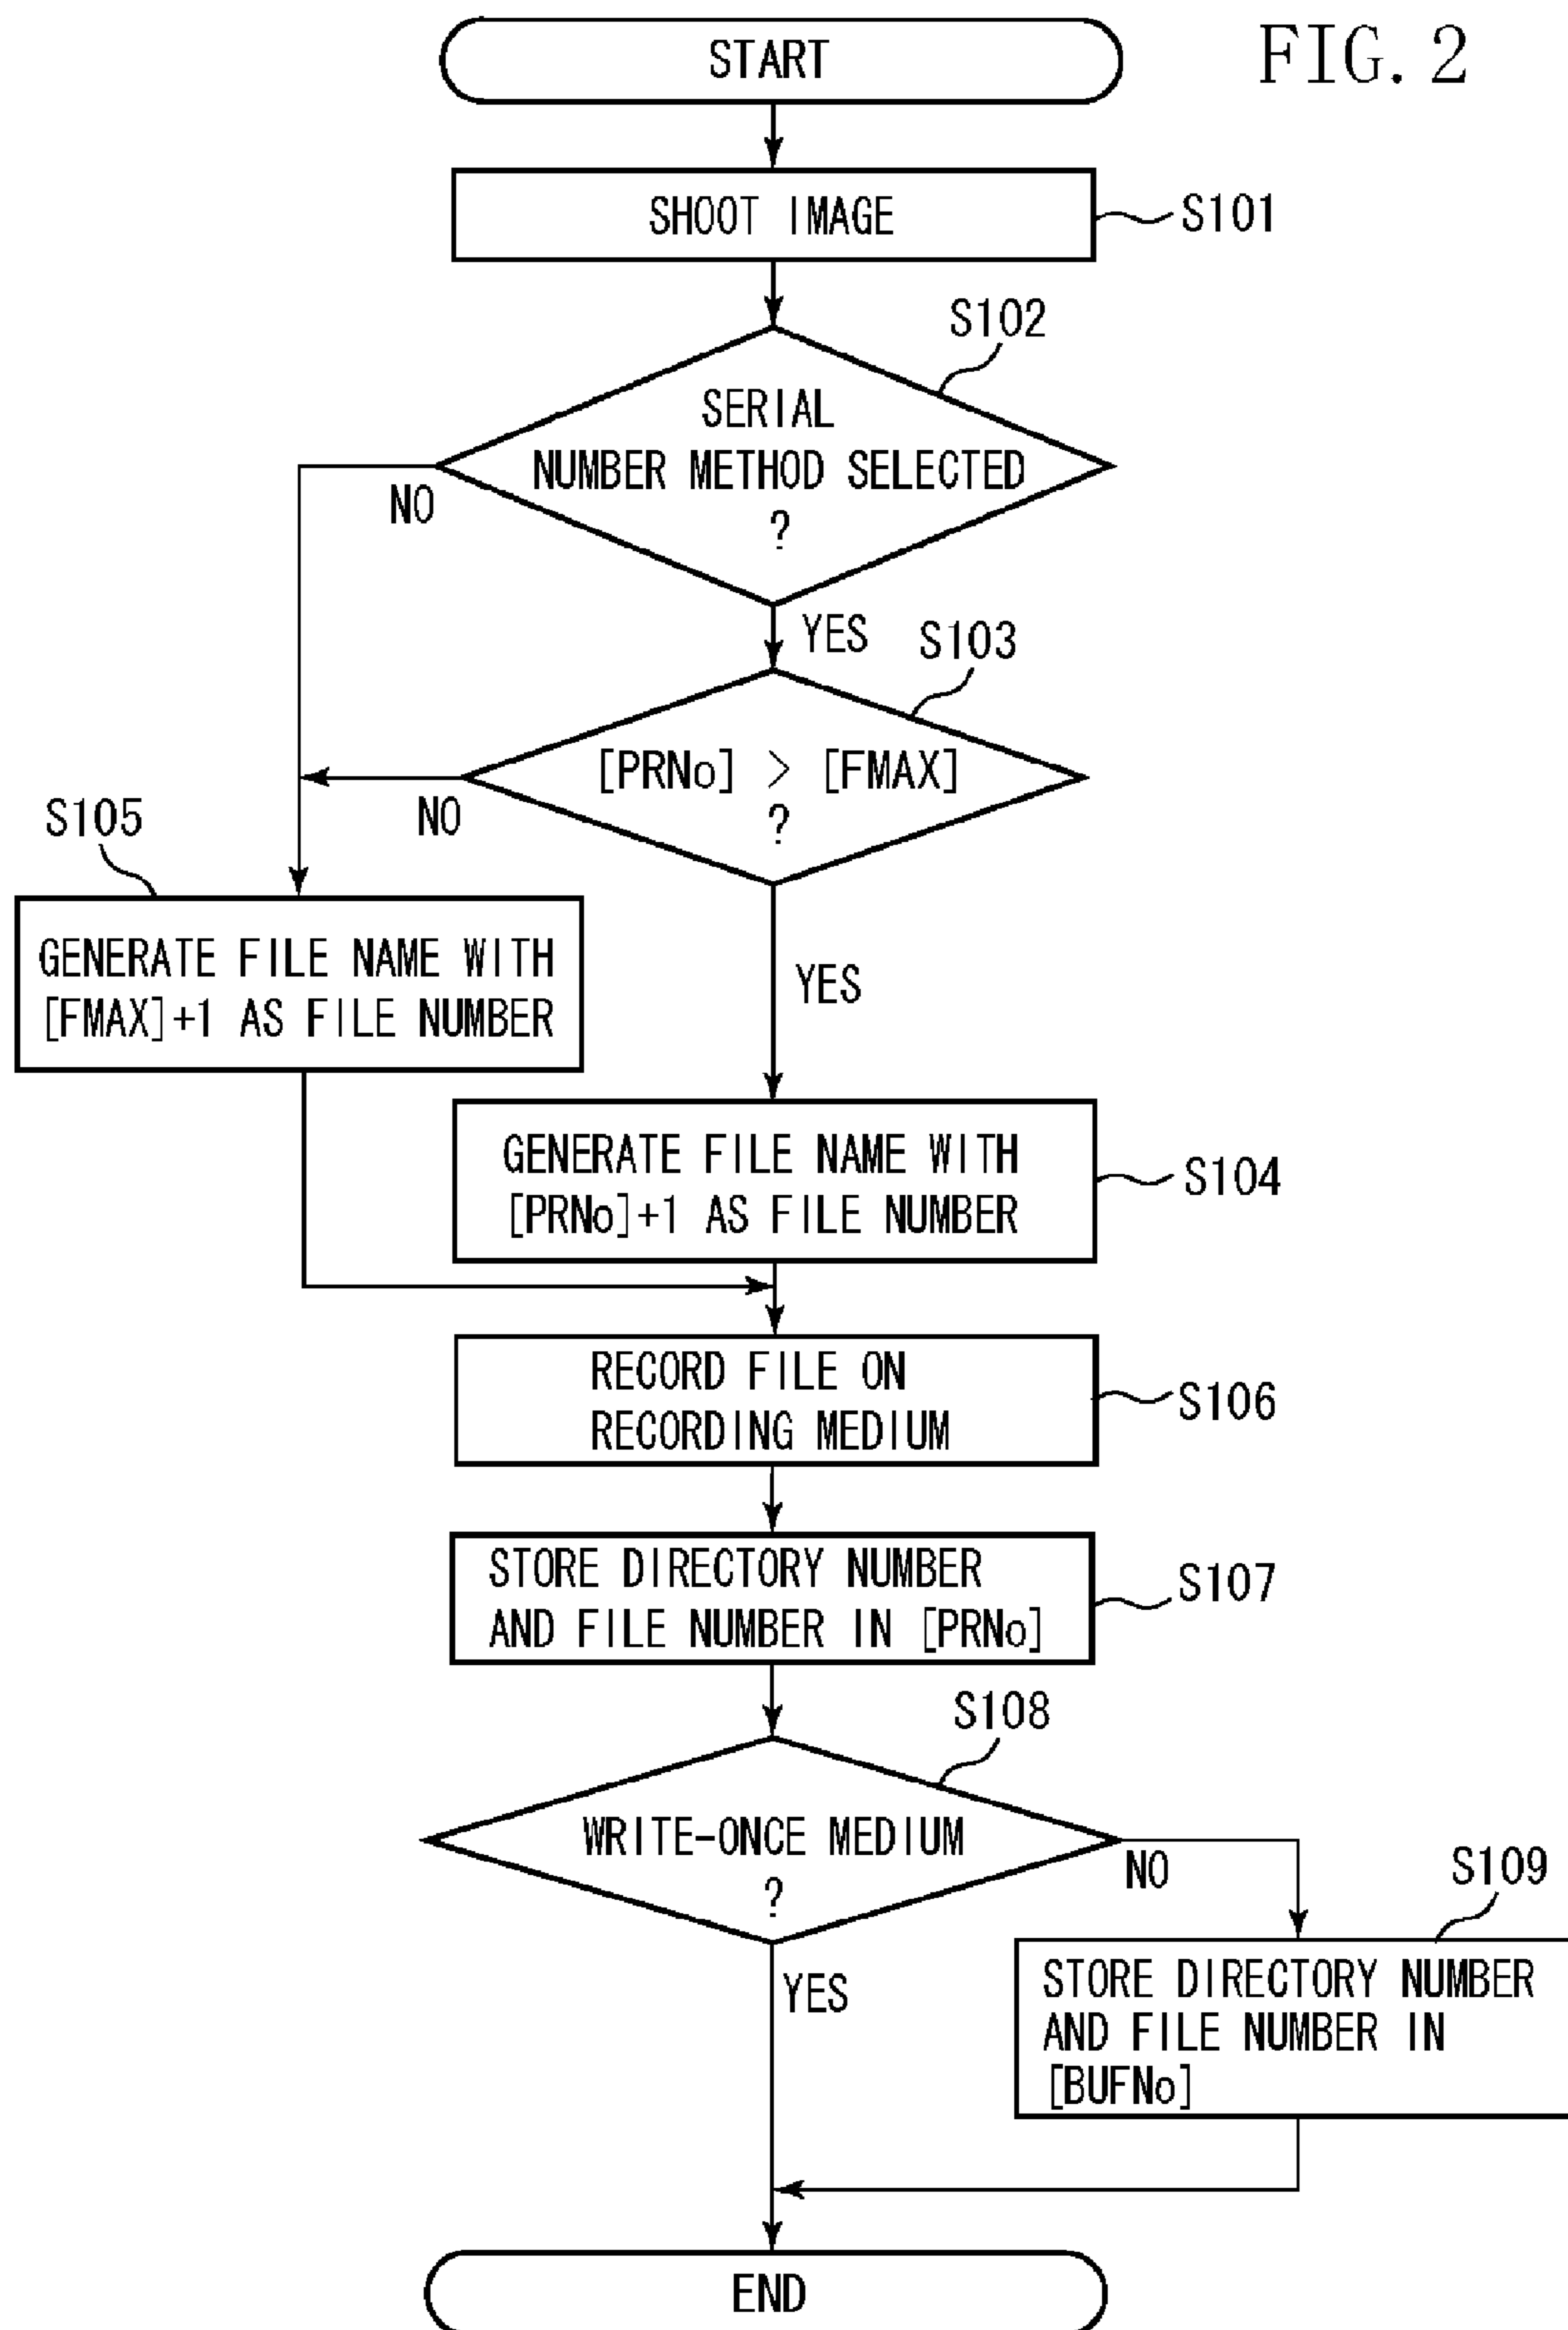 FIG. 2
START
SHOOT IMAGE
S101
S102
SERIAL
NUMBER METHOD SELECTED
?
NO
YES
S103
[PRNo] > [FMAX]
?
NO
YES
S105
GENERATE FILE NAME WITH
[FMAX]+1 AS FILE NUMBER
GENERATE FILE NAME WITH
[PRNo]+1 AS FILE NUMBER
S104
RECORD FILE ON
RECORDING MEDIUM
S106
STORE DIRECTORY NUMBER
AND FILE NUMBER IN [PRNo]
S107
S108
WRITE-ONCE MEDIUM
?
NO
YES
S109
STORE DIRECTORY NUMBER
AND FILE NUMBER IN
[BUFNo]
END